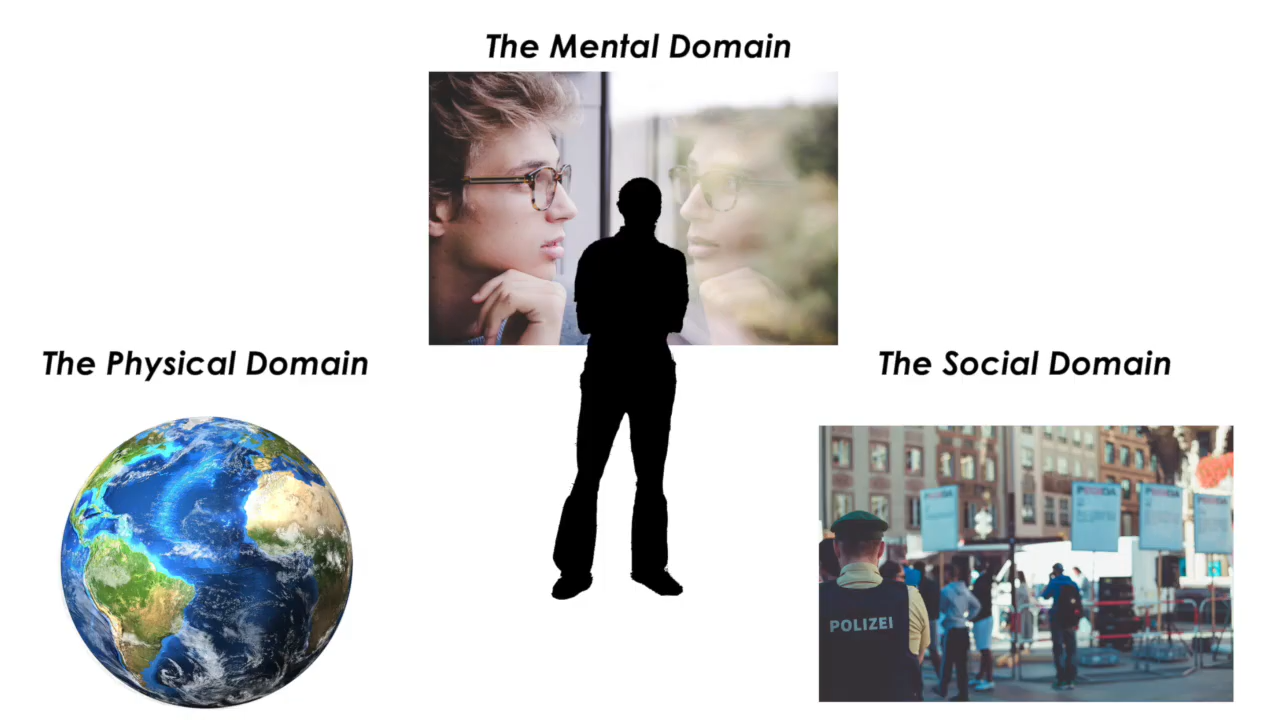 The Mental Domain
The Physical Domain
The Social Domain
POLIZEI